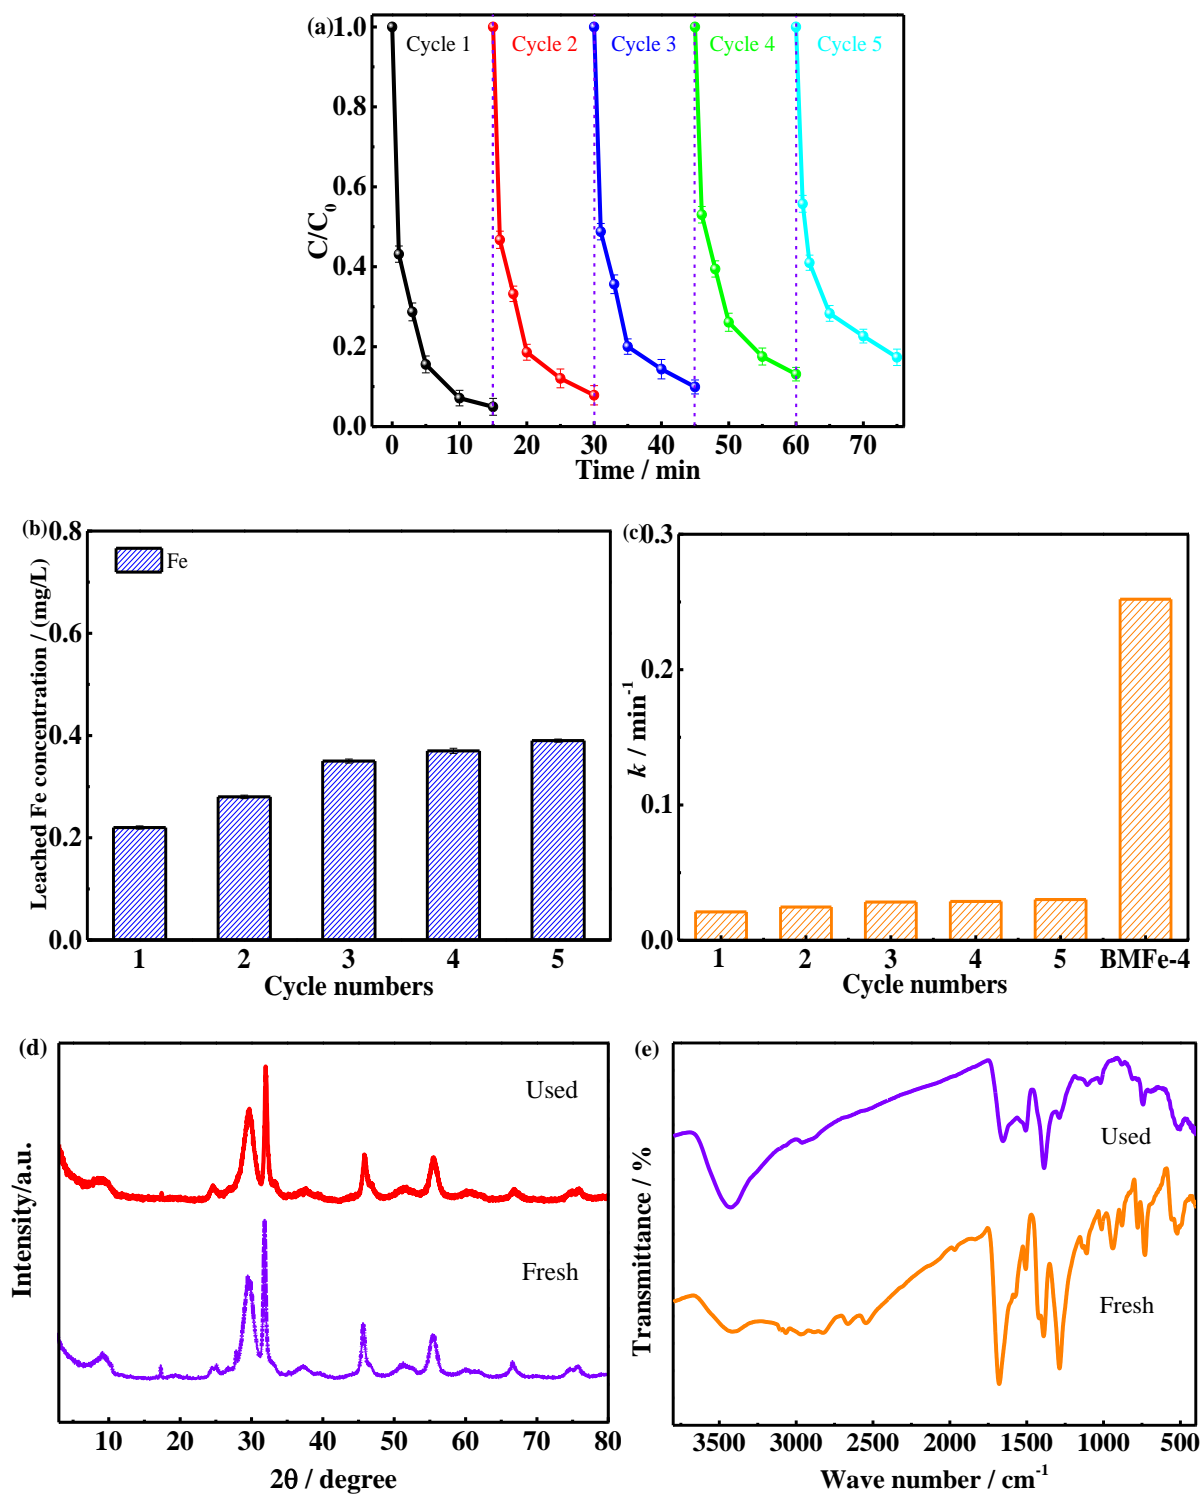 (a)
1.0
0.8
0.6
0.4
0.2
0.0
C/C0
Cycle 1
Cycle 2
Cycle 3
Cycle 4
Cycle 5
0 10 20 30 40 50 60 70
Time / min
(b)
0.8
0.6
0.4
0.2
0.0
Leached Fe concentration / (mg/L)
Fe
1 2 3 4 5
Cycle numbers
(c)
0.3
0.2
0.1
0.0
k / min-1
1 2 3 4 5 BMFe-4
Cycle numbers
(d)
Intensity/a.u.
Used
Fresh
10 20 30 40 50 60 70 80
2θ / degree
(e)
Transmittance / %
Used
Fresh
3500 3000 2500 2000 1500 1000 500
Wave number / cm-1